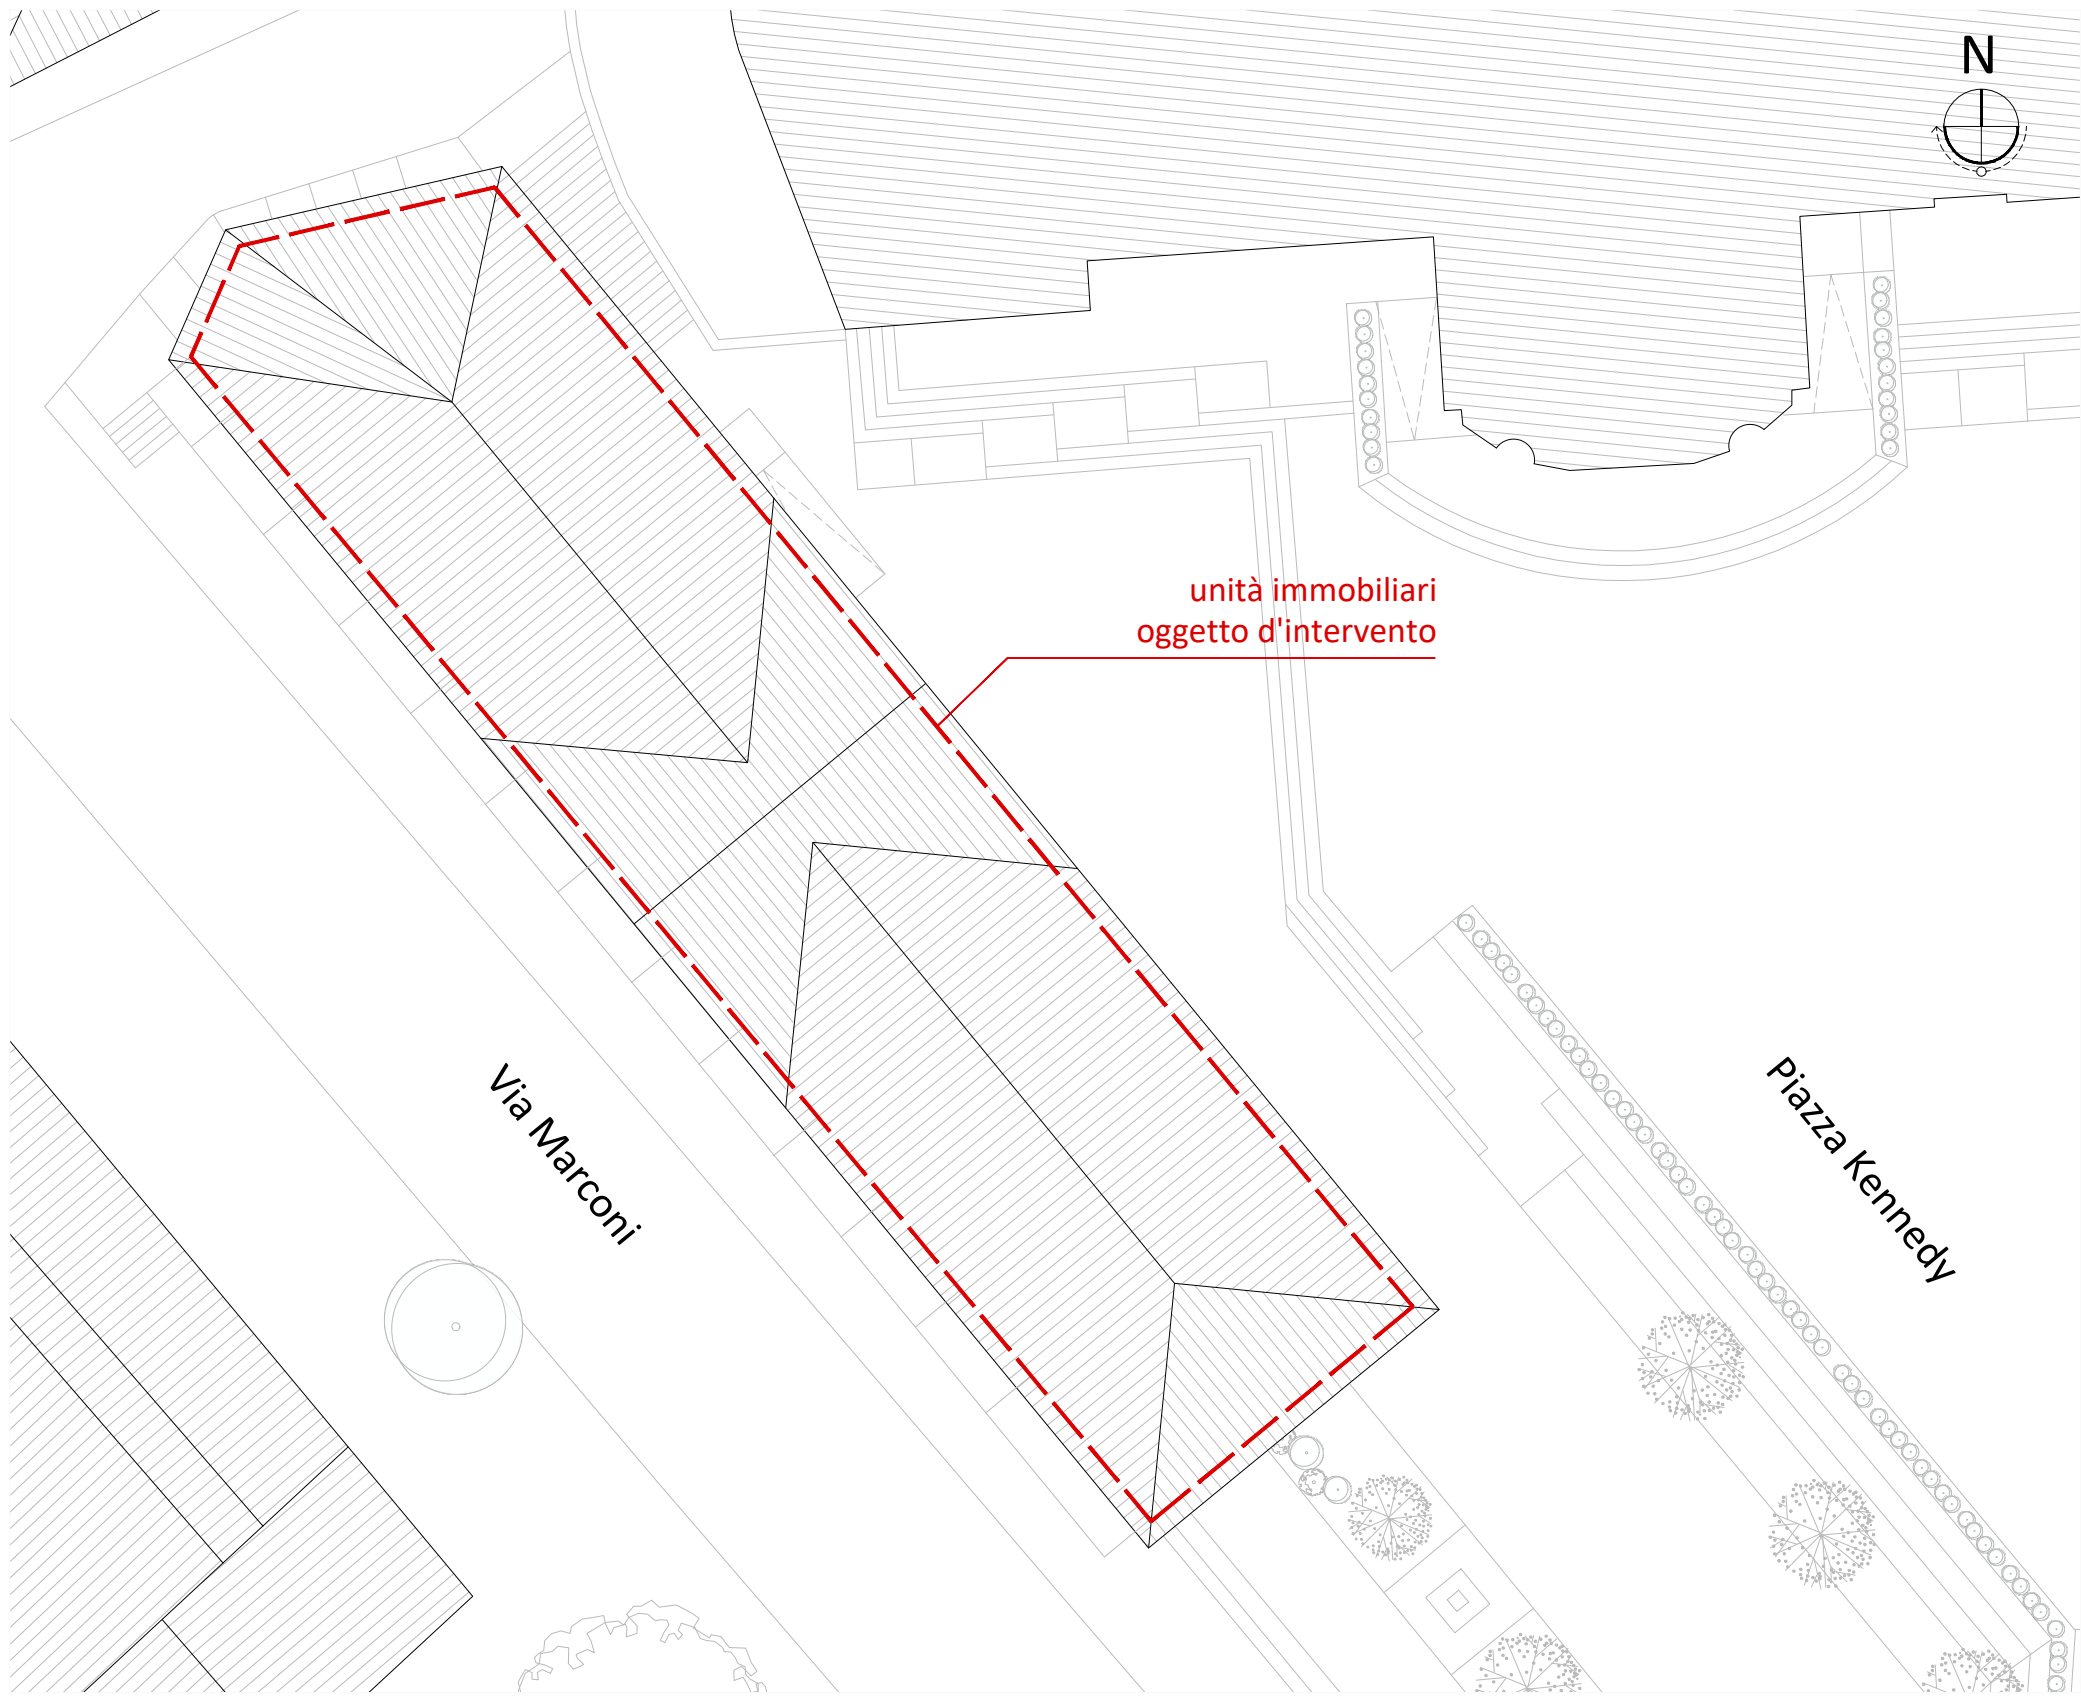 N
unità immobiliari
oggetto d'intervento
Via Marconi
Piazza Kennedy